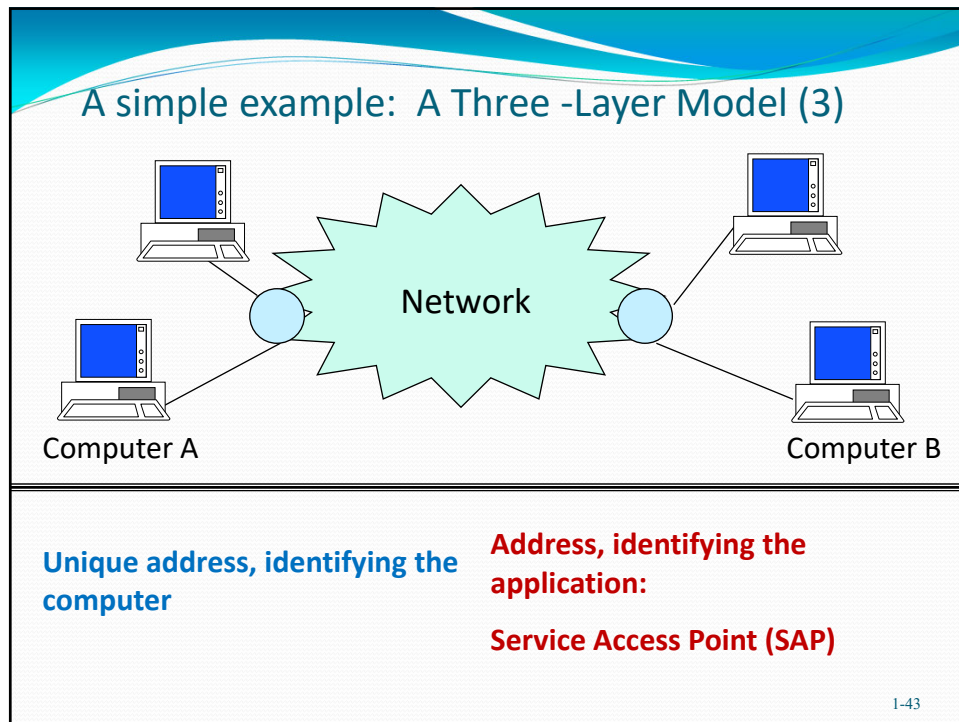 A simple example:  A Three -Layer Model (3)
Network
Computer A
Computer B
Unique address, identifying the
computer
Address, identifying the
application:
Service Access Point (SAP)
1-43